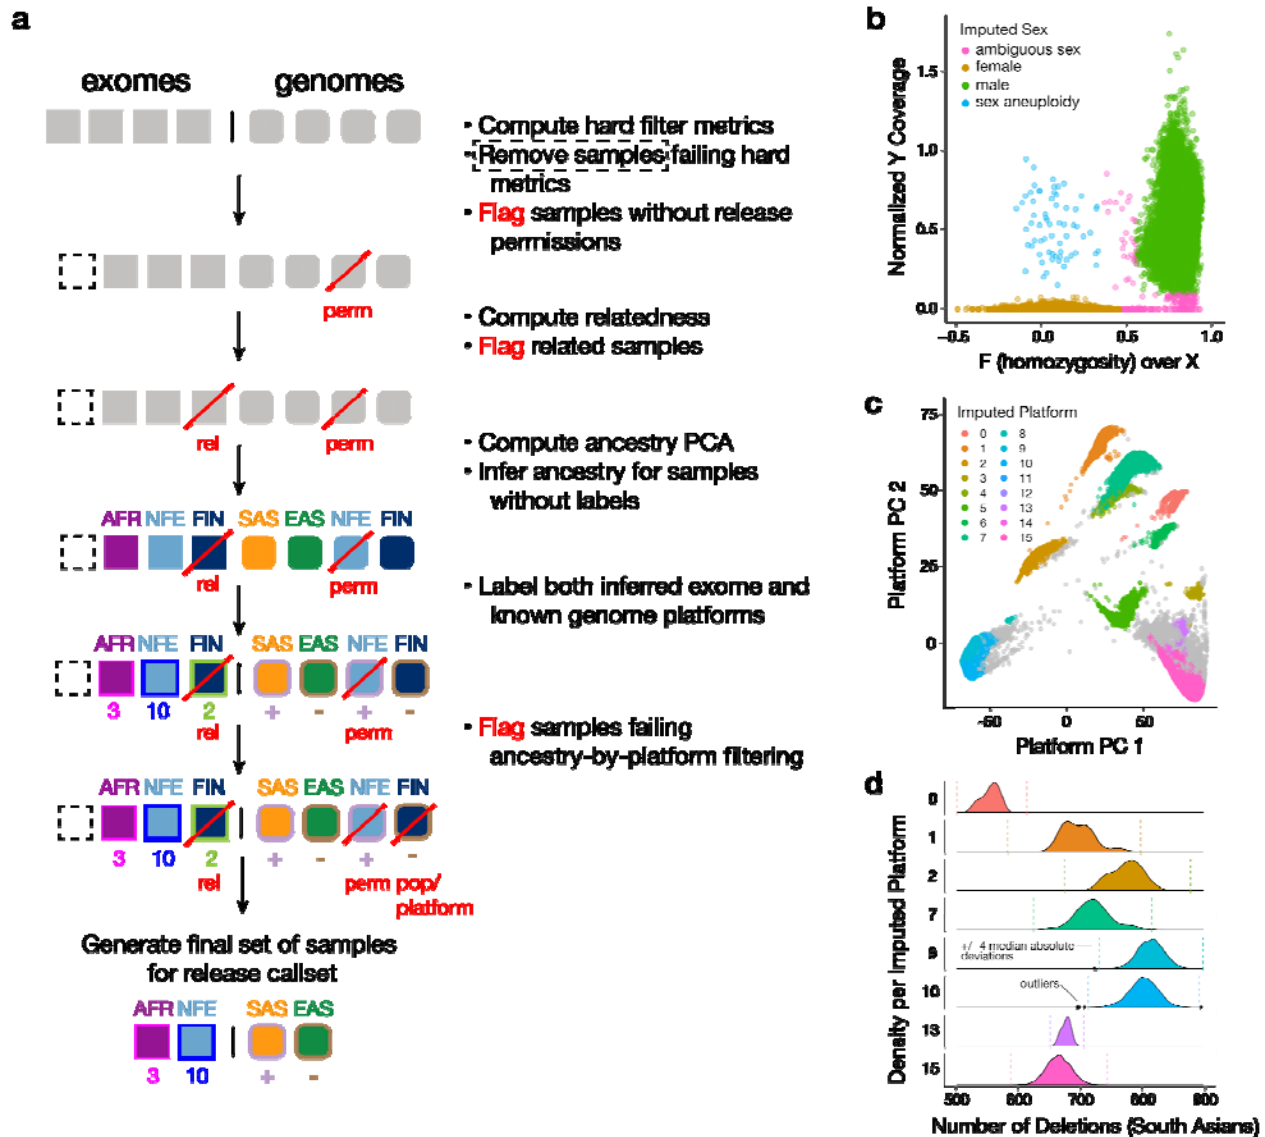 a
exomes
genomes
• Compute hard filter metrics
• Remove samples failing hard
metrics
• Flag samples without release
permissions
perm
• Compute relatedness
• Flag related samples
rel
perm
• Compute ancestry PCA
• Infer ancestry for samples
without labels
AFR NFE FIN SAS EAS NFE FIN
rel
perm
• Label both inferred exome and
known genome platforms
AFR NFE FIN SAS EAS NFE FIN
3 10 2 + - + -
rel
perm
• Flag samples failing
ancestry-by-platform filtering
AFR NFE FIN SAS EAS NFE FIN
3 10 2 + - + -
rel
perm pop/
platform
Generate final set of samples
for release callset
AFR NFE SAS EAS
3 10 + -
b
Imputed Sex
ambiguous sex
female
male
sex aneuploidy
Normalized Y Coverage
1.5
1.0
0.5
0.0
-0.5 0.0 0.5 1.0
F (homozygosity) over X
c
Imputed Platform
0 8
1 9
2 10
3 11
4 12
5 13
6 14
7 15
Platform PC 2
75
50
25
0
-50 0 50
Platform PC 1
d
Density per Imputed Platform
0
1
2
7
9
+/- 4 median absolute
deviations
10
outliers
13
15
500 600 700 800 900
Number of Deletions (South Asians)